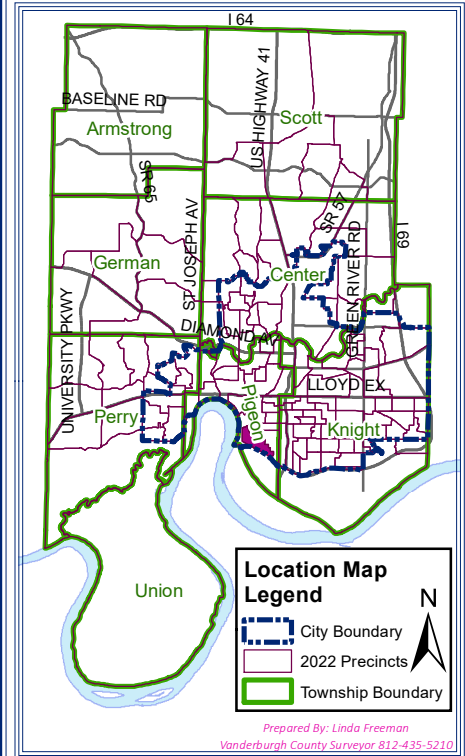 I 64
BASELINE RD
Armstrong
US HIGHWAY 41
Scott
SR 65
ST JOSEPH AV
German
SR 57
Center
GREEN RIVER RD
I 69
UNIVERSITY PKWY
DIAMOND AV
LLOYD EX
Perry
Pigeon
Knight
Union
Location Map
Legend
N
City Boundary
2022 Precincts
Township Boundary
Prepared By: Linda Freeman
Vanderburgh County Surveyor 812-435-5210